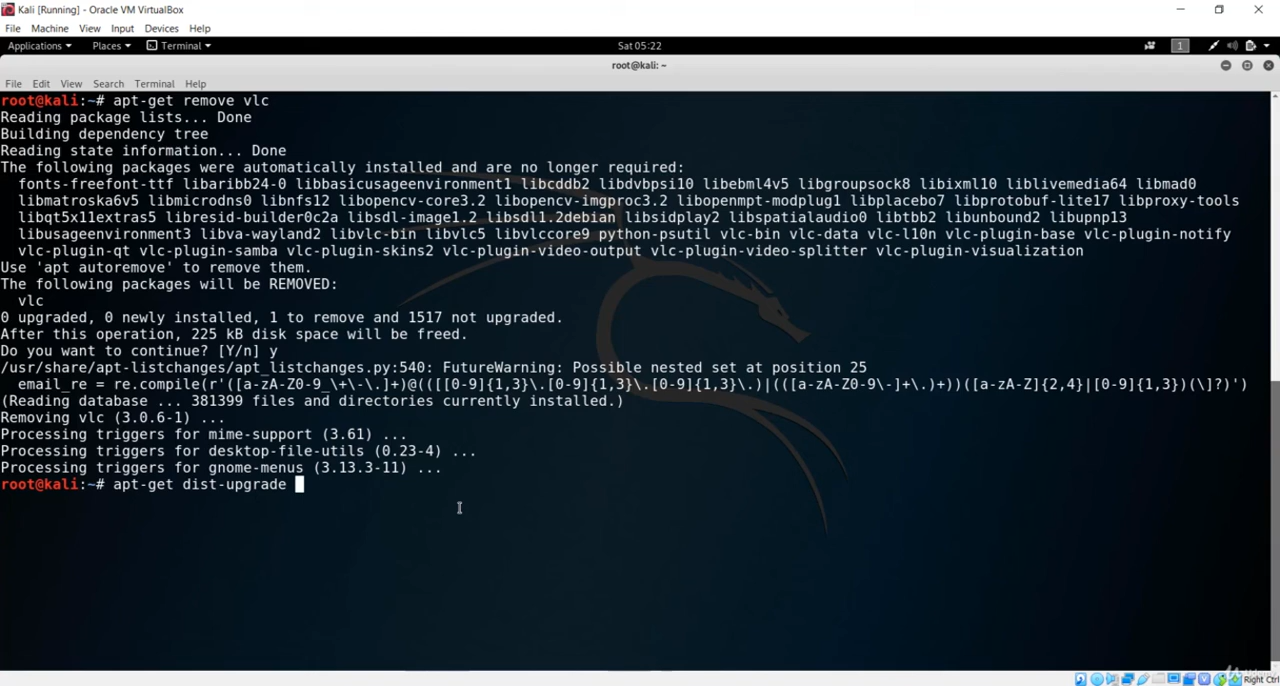 Kali [Running] - Oracle VM VirtualBox
File Machine View Input Devices Help
Applications Places Terminal Sat 05:22 1
root@kali: ~
File Edit View Search Terminal Help
root@kali:~# apt-get remove vlc
Reading package lists... Done
Building dependency tree
Reading state information... Done
The following packages were automatically installed and are no longer required:
fonts-freefont-ttf libaribb24-0 libbasicusageenvironment1 libcddb2 libdvbpsi10 libebml4v5 libgroupsock8 libixml10 liblivemedia64 libmad0
libmatroska6v5 libmicrodns0 libnfs12 libopencv-core3.2 libopencv-imgproc3.2 libopenmpt-modplug1 libplacebo7 libprotobuf-lite17 libproxy-tools
libqt5x11extras5 libresid-builder0c2a libsdl-image1.2 libsdl1.2debian libsidplay2 libspatialaudio0 libtbb2 libunbound2 libupnp13
libusageenvironment3 libva-wayland2 libvlc-bin libvlc5 libvlccore9 python-psutil vlc-bin vlc-data vlc-l10n vlc-plugin-base vlc-plugin-notify
vlc-plugin-qt vlc-plugin-samba vlc-plugin-skins2 vlc-plugin-video-output vlc-plugin-video-splitter vlc-plugin-visualization
Use 'apt autoremove' to remove them.
The following packages will be REMOVED:
vlc
0 upgraded, 0 newly installed, 1 to remove and 1517 not upgraded.
After this operation, 225 kB disk space will be freed.
Do you want to continue? [Y/n] y
/usr/share/apt-listchanges/apt_listchanges.py:540: FutureWarning: Possible nested set at position 25
email_re = re.compile(r'([a-zA-Z0-9_\+\-\.]+)@(([[0-9]{1,3}\.[0-9]{1,3}\.[0-9]{1,3}\.)|(([a-zA-Z0-9\-]+\.)+))([a-zA-Z]{2,4}|[0-9]{1,3})(\]?)')
(Reading database ... 381399 files and directories currently installed.)
Removing vlc (3.0.6-1) ...
Processing triggers for mime-support (3.61) ...
Processing triggers for desktop-file-utils (0.23-4) ...
Processing triggers for gnome-menus (3.13.3-11) ...
root@kali:~# apt-get dist-upgrade
Right Ctrl